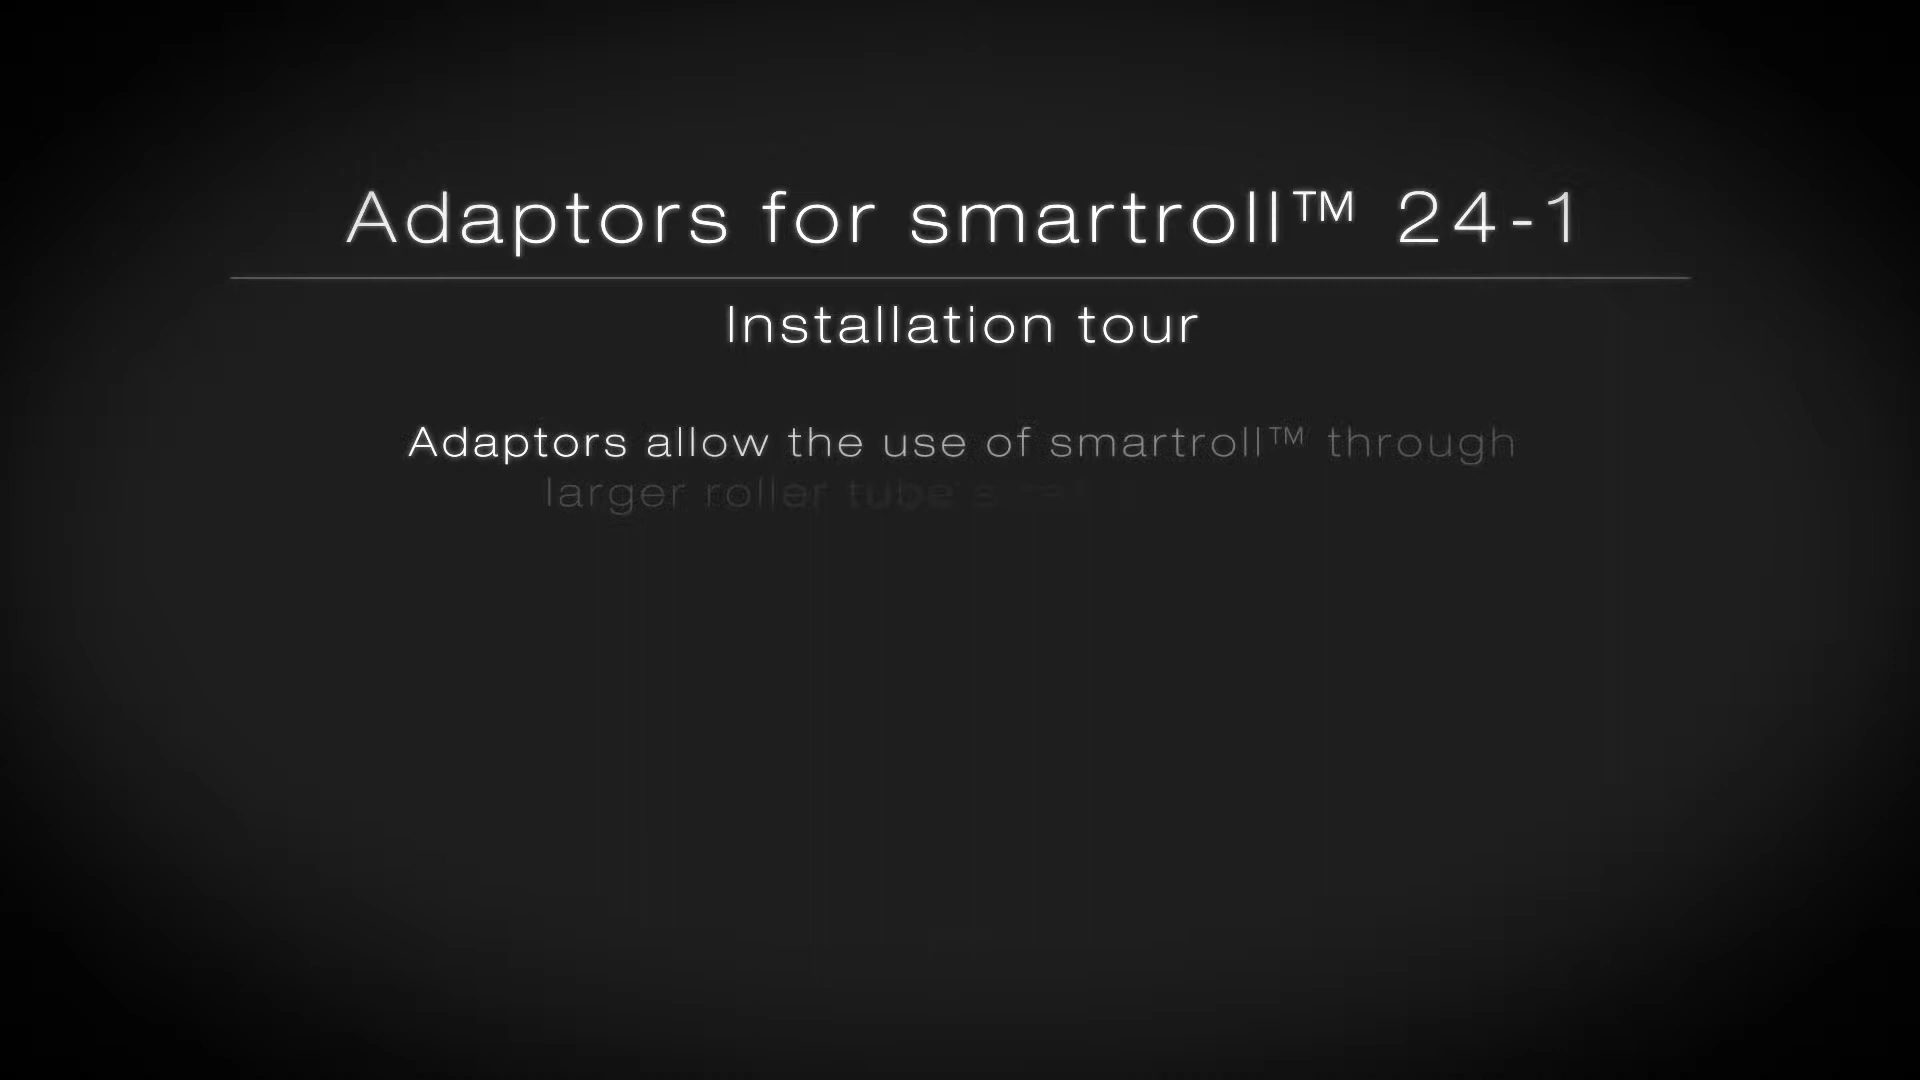 Adaptors for smartroll™ 24-1
Installation tour
Adaptors allow the use of smartroll™ through
larger roller tube